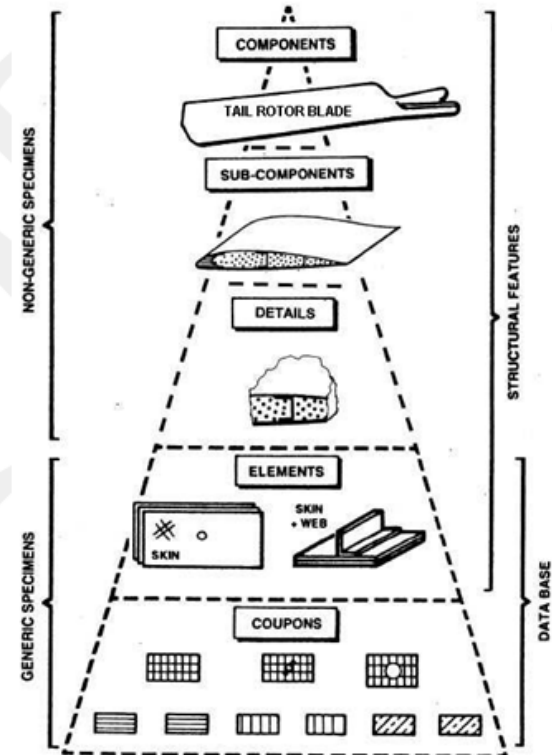 COMPONENTS
TAIL ROTOR BLADE
SUB-COMPONENTS
NON-GENERIC SPECIMENS
STRUCTURAL FEATURES
DETAILS
ELEMENTS
SKIN
SKIN
+ WEB
GENERIC SPECIMENS
DATA BASE
COUPONS